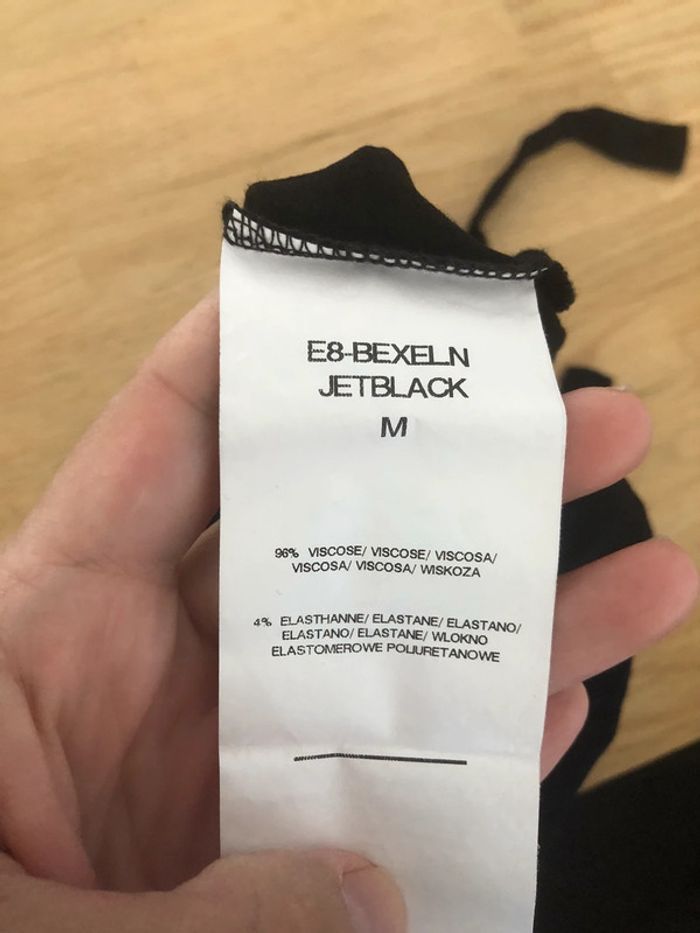 E8-BEXELN
JETBLACK
M
96% VISCOSE/ VISCOSE/ VISCOSA/
VISCOSA/ VISCOSA/ WISKOZA
4% ELASTHANNE/ ELASTANE/ ELASTANO/
ELASTANO/ ELASTANE/ WLOKNO
ELASTOMEROWE POLIURETANOWE